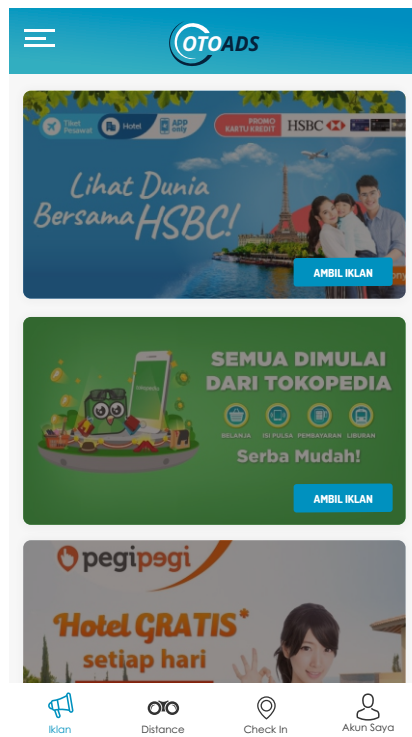 OTOADS
Tiket
Pesawat
Hotel
APP
only
PROMO
KARTU KREDIT
HSBC
Lihat Dunia
Bersama HSBC!
AMBIL IKLAN
tokopedia
SEMUA DIMULAI
DARI TOKOPEDIA
BELANJA
ISI PULSA
PEMBAYARAN
LIBURAN
Serba Mudah!
AMBIL IKLAN
pegipegi
Hotel GRATIS*
setiap hari
Iklan
Distance
Check In
Akun Saya